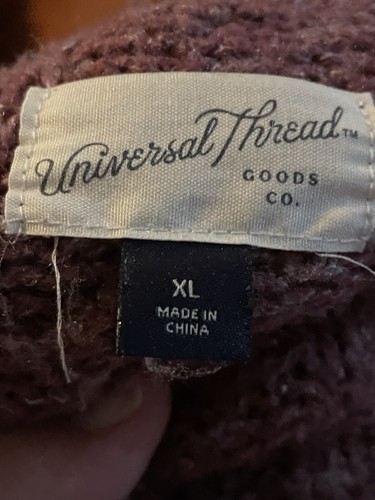 Universal Thread™
GOODS
CO.
XL
MADE IN
CHINA